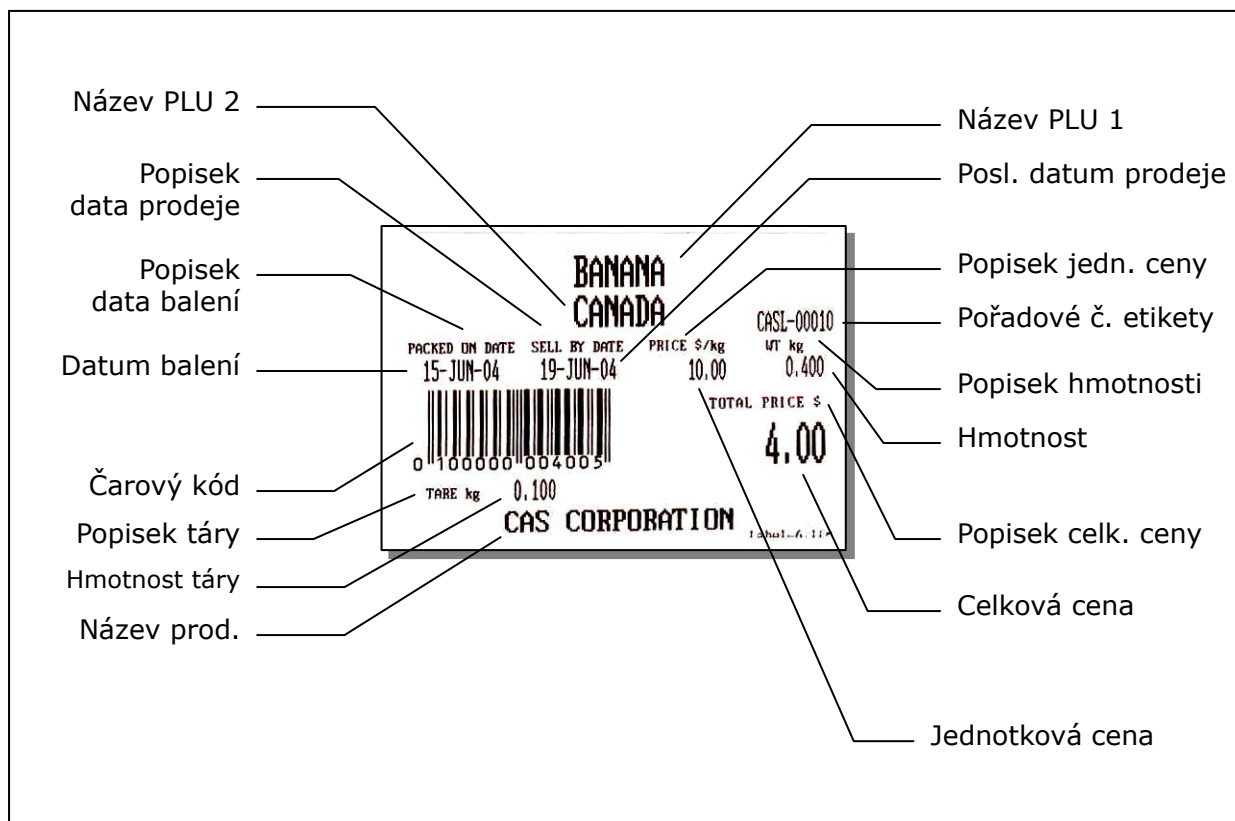 Název PLU 2
Název PLU 1
Popisek
data prodeje
Posl. datum prodeje
Popisek
data balení
Popisek jedn. ceny
Pořadové č. etikety
Datum balení
Popisek hmotnosti
Hmotnost
Čarový kód
Popisek táry
Popisek celk. ceny
Hmotnost táry
Celková cena
Název prod.
Jednotková cena
BANANA
CANADA
CASL-00010
PACKED ON DATE SELL BY DATE PRICE $/kg WT kg
15-JUN-04 19-JUN-04 10.00 0.400
TOTAL PRICE $
4.00
0 100000 004005
TARE kg 0.100
CAS CORPORATION